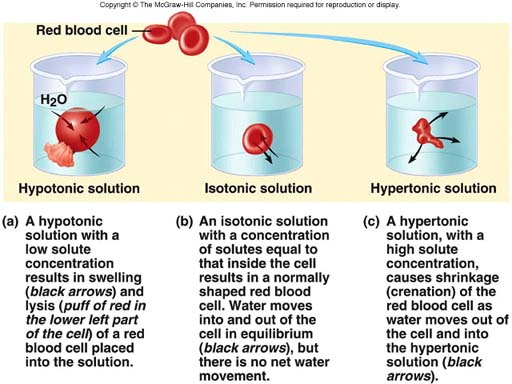 Copyright © The McGraw-Hill Companies, Inc. Permission required for reproduction or display.
Red blood cell
H2O
Hypotonic solution
Isotonic solution
Hypertonic solution
(a) A hypotonic
solution with a
low solute
concentration
results in swelling
(black arrows) and
lysis (puff of red in
the lower left part
of the cell) of a red
blood cell placed
into the solution.
(b) An isotonic solution
with a concentration
of solutes equal to
that inside the cell
results in a normally
shaped red blood
cell. Water moves
into and out of the
cell in equilibrium
(black arrows), but
there is no net water
movement.
(c) A hypertonic
solution, with a
high solute
concentration,
causes shrinkage
(crenation) of the
red blood cell as
water moves out of
the cell and into
the hypertonic
solution (black
arrows).